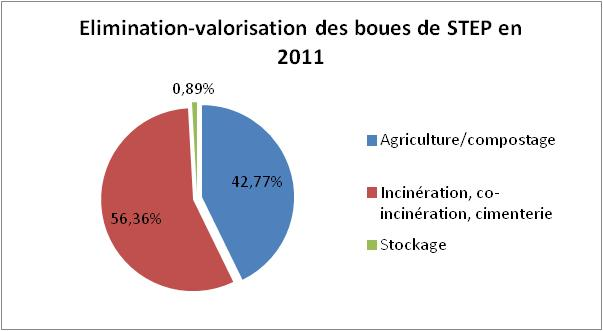 Elimination-valorisation des boues de STEP en
2011
0,89%
42,77%
56,36%
Agriculture/compostage
Incinération, co-
incinération, cimenterie
Stockage